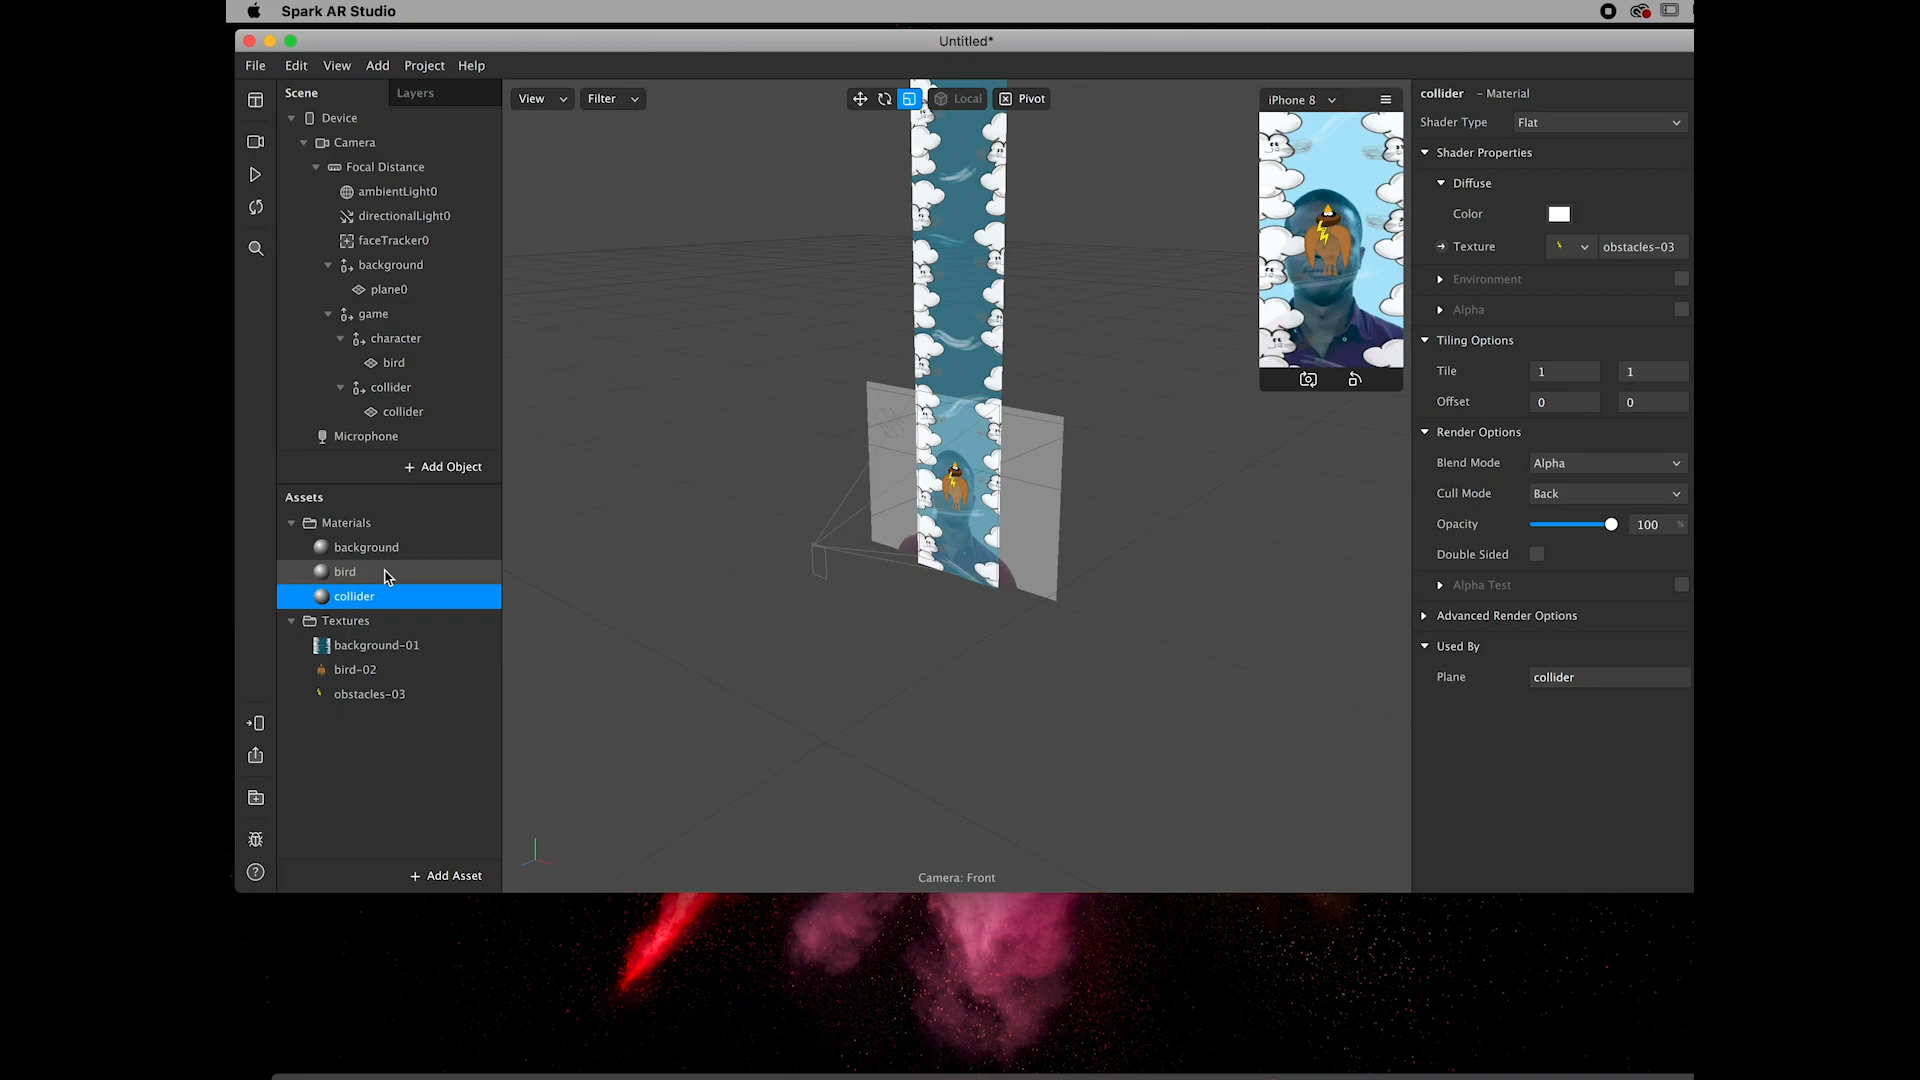 Spark AR Studio
Untitled*
File Edit View Add Project Help
Scene Layers
Device
Camera
Focal Distance
ambientLight0
directionalLight0
faceTracker0
background
plane0
game
character
bird
collider
collider
Microphone
+ Add Object
Assets
Materials
background
bird
collider
Textures
background-01
bird-02
obstacles-03
+ Add Asset
View Filter Local Pivot
Camera: Front
iPhone 8
collider - Material
Shader Type Flat
Shader Properties
Diffuse
Color
Texture obstacles-03
Environment
Alpha
Tiling Options
Tile 1 1
Offset 0 0
Render Options
Blend Mode Alpha
Cull Mode Back
Opacity 100 %
Double Sided
Alpha Test
Advanced Render Options
Used By
Plane collider